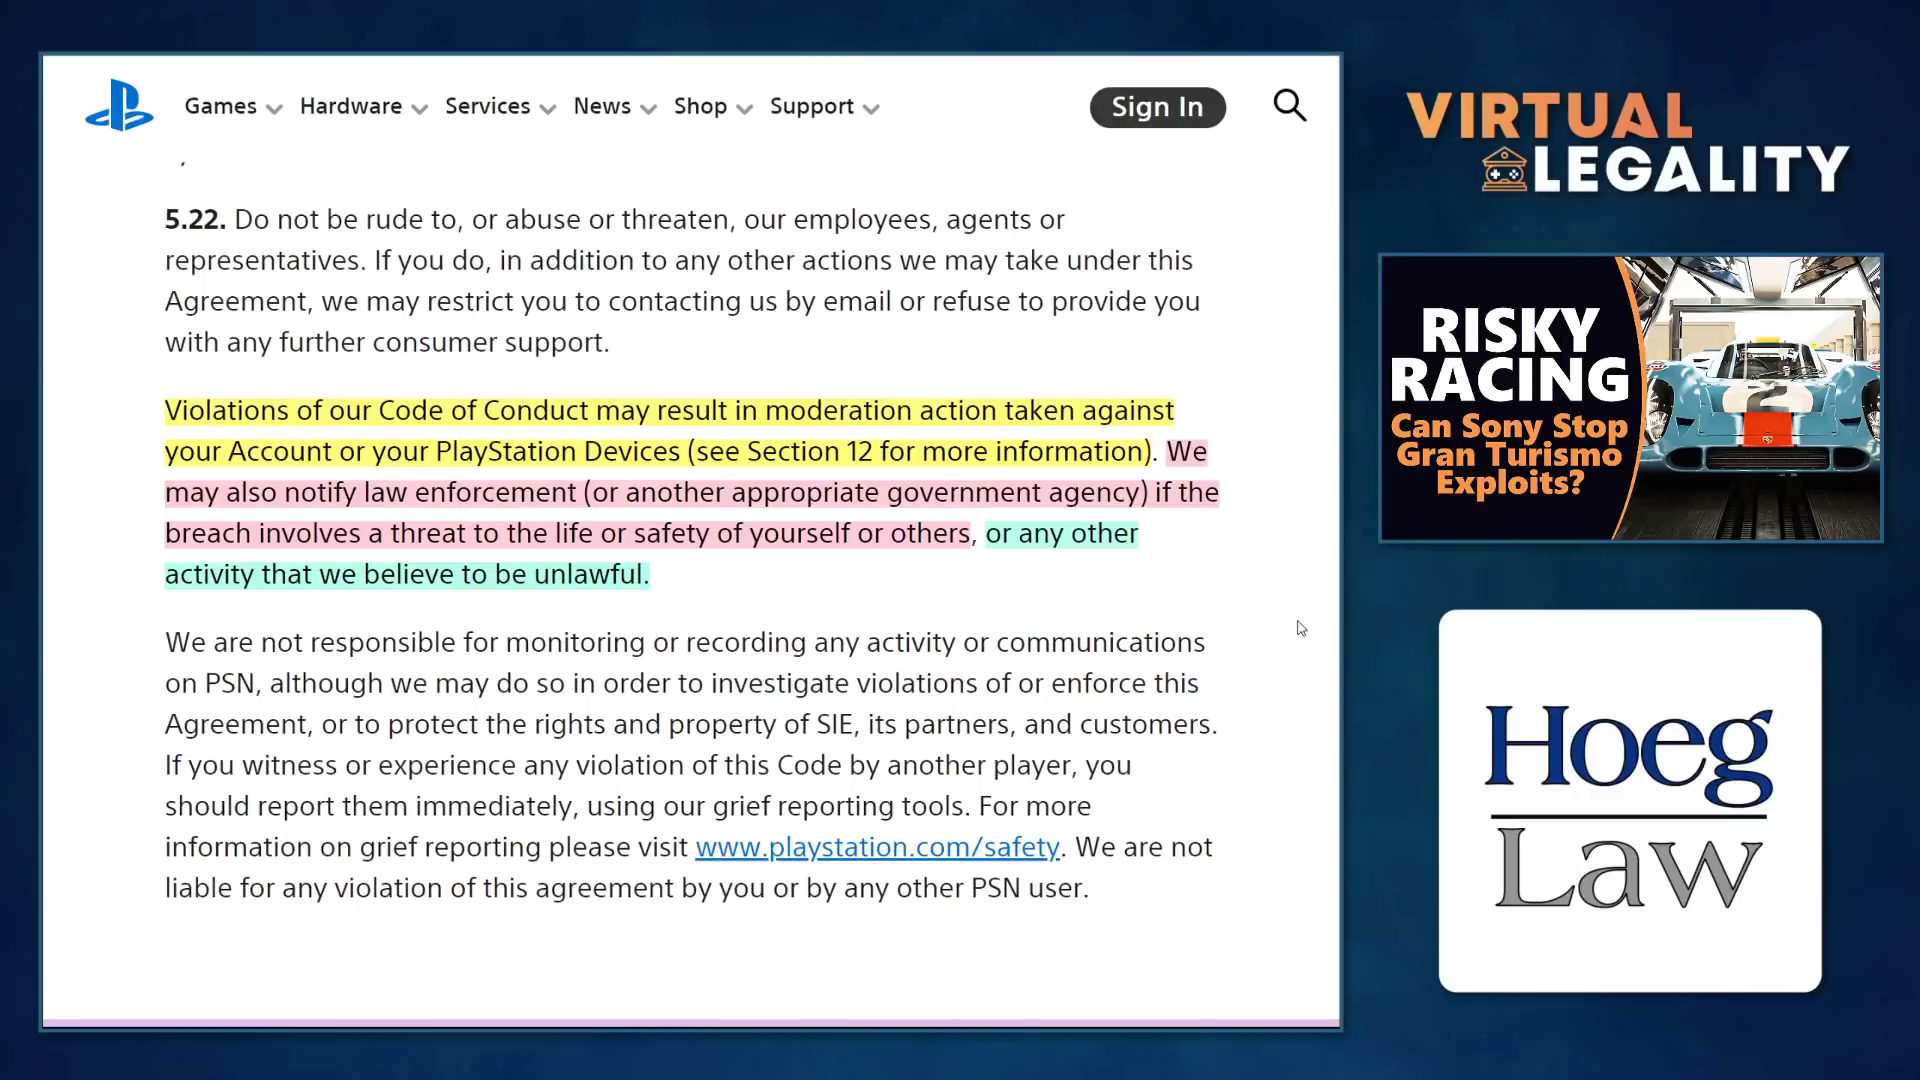 Games Hardware Services News Shop Support Sign In
,
5.22. Do not be rude to, or abuse or threaten, our employees, agents or
representatives. If you do, in addition to any other actions we may take under this
Agreement, we may restrict you to contacting us by email or refuse to provide you
with any further consumer support.
Violations of our Code of Conduct may result in moderation action taken against
your Account or your PlayStation Devices (see Section 12 for more information). We
may also notify law enforcement (or another appropriate government agency) if the
breach involves a threat to the life or safety of yourself or others, or any other
activity that we believe to be unlawful.
We are not responsible for monitoring or recording any activity or communications
on PSN, although we may do so in order to investigate violations of or enforce this
Agreement, or to protect the rights and property of SIE, its partners, and customers.
If you witness or experience any violation of this Code by another player, you
should report them immediately, using our grief reporting tools. For more
information on grief reporting please visit www.playstation.com/safety. We are not
liable for any violation of this agreement by you or by any other PSN user.
VIRTUAL
LEGALITY
RISKY
RACING
Can Sony Stop
Gran Turismo
Exploits?
2
Hoeg
Law